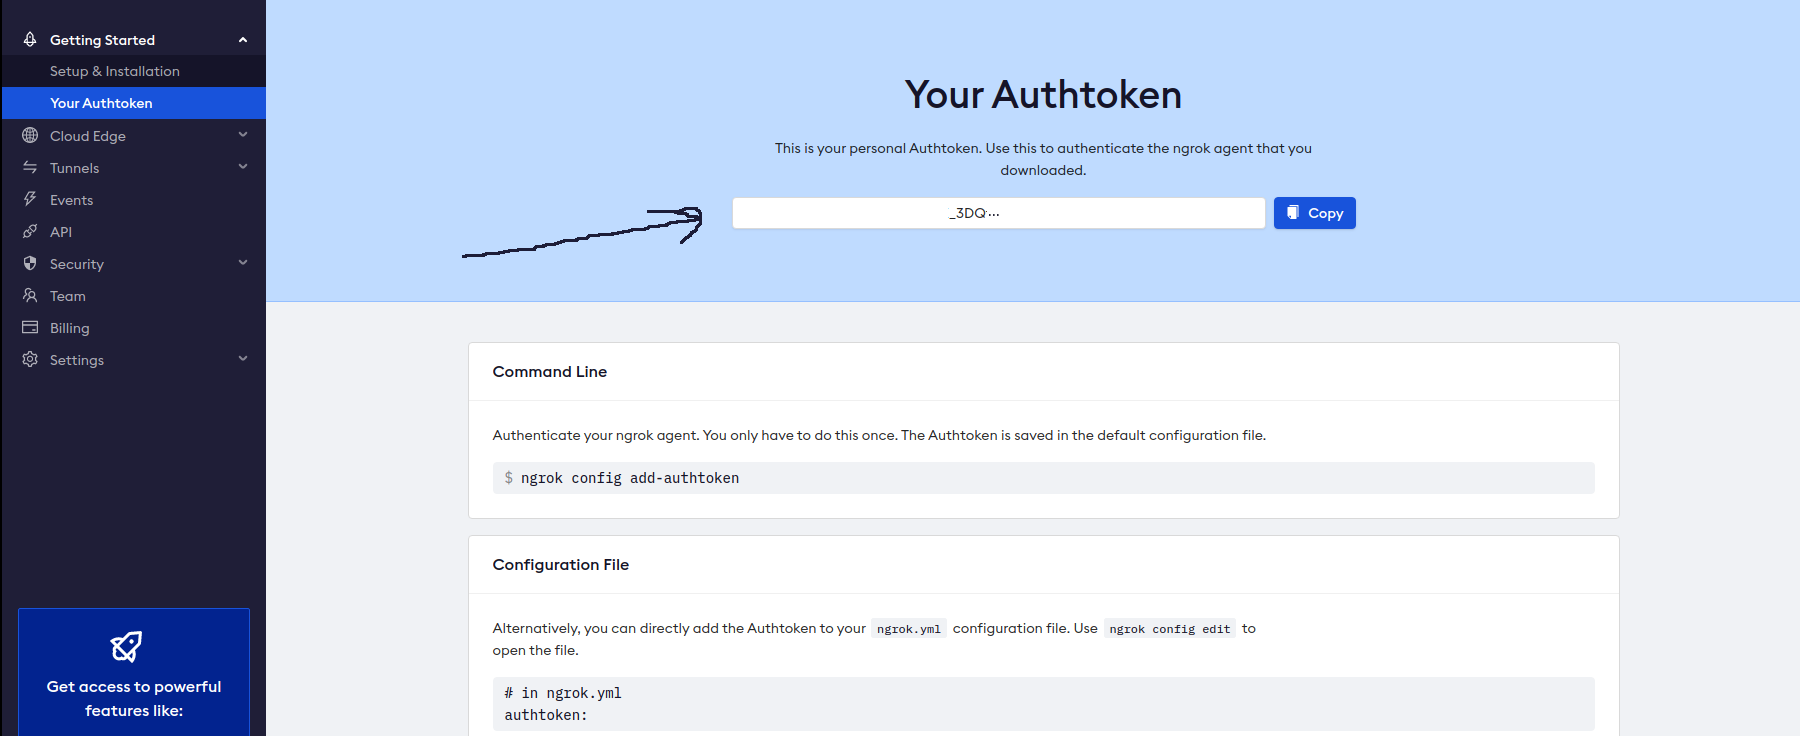 Getting Started
Setup & Installation
Your Authtoken
Cloud Edge
Tunnels
Events
API
Security
Team
Billing
Settings
Get access to powerful
features like:
Your Authtoken
This is your personal Authtoken. Use this to authenticate the ngrok agent that you
downloaded.
_3DQ...
Copy
Command Line
Authenticate your ngrok agent. You only have to do this once. The Authtoken is saved in the default configuration file.
$ ngrok config add-authtoken
Configuration File
Alternatively, you can directly add the Authtoken to your ngrok.yml configuration file. Use ngrok config edit to
open the file.
# in ngrok.yml
authtoken: